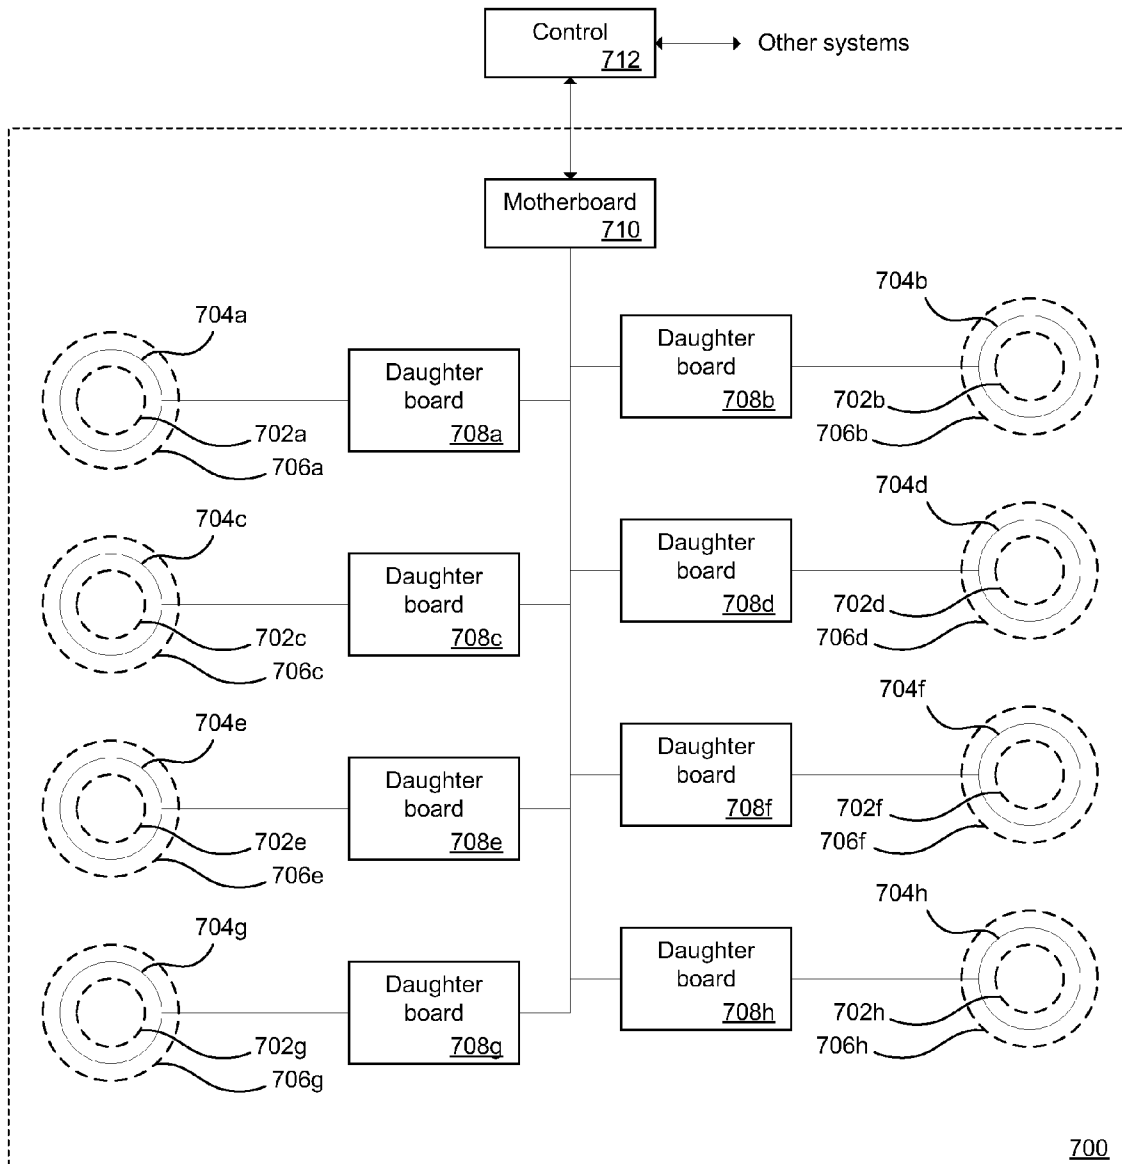 Control
712
Other systems
Motherboard
710
704a
Daughter
board
708a
702a
706a
704b
Daughter
board
708b
702b
706b
704c
Daughter
board
708c
702c
706c
704d
Daughter
board
708d
702d
706d
704e
Daughter
board
708e
702e
706e
704f
Daughter
board
708f
702f
706f
704g
Daughter
board
708g
702g
706g
704h
Daughter
board
708h
702h
706h
700